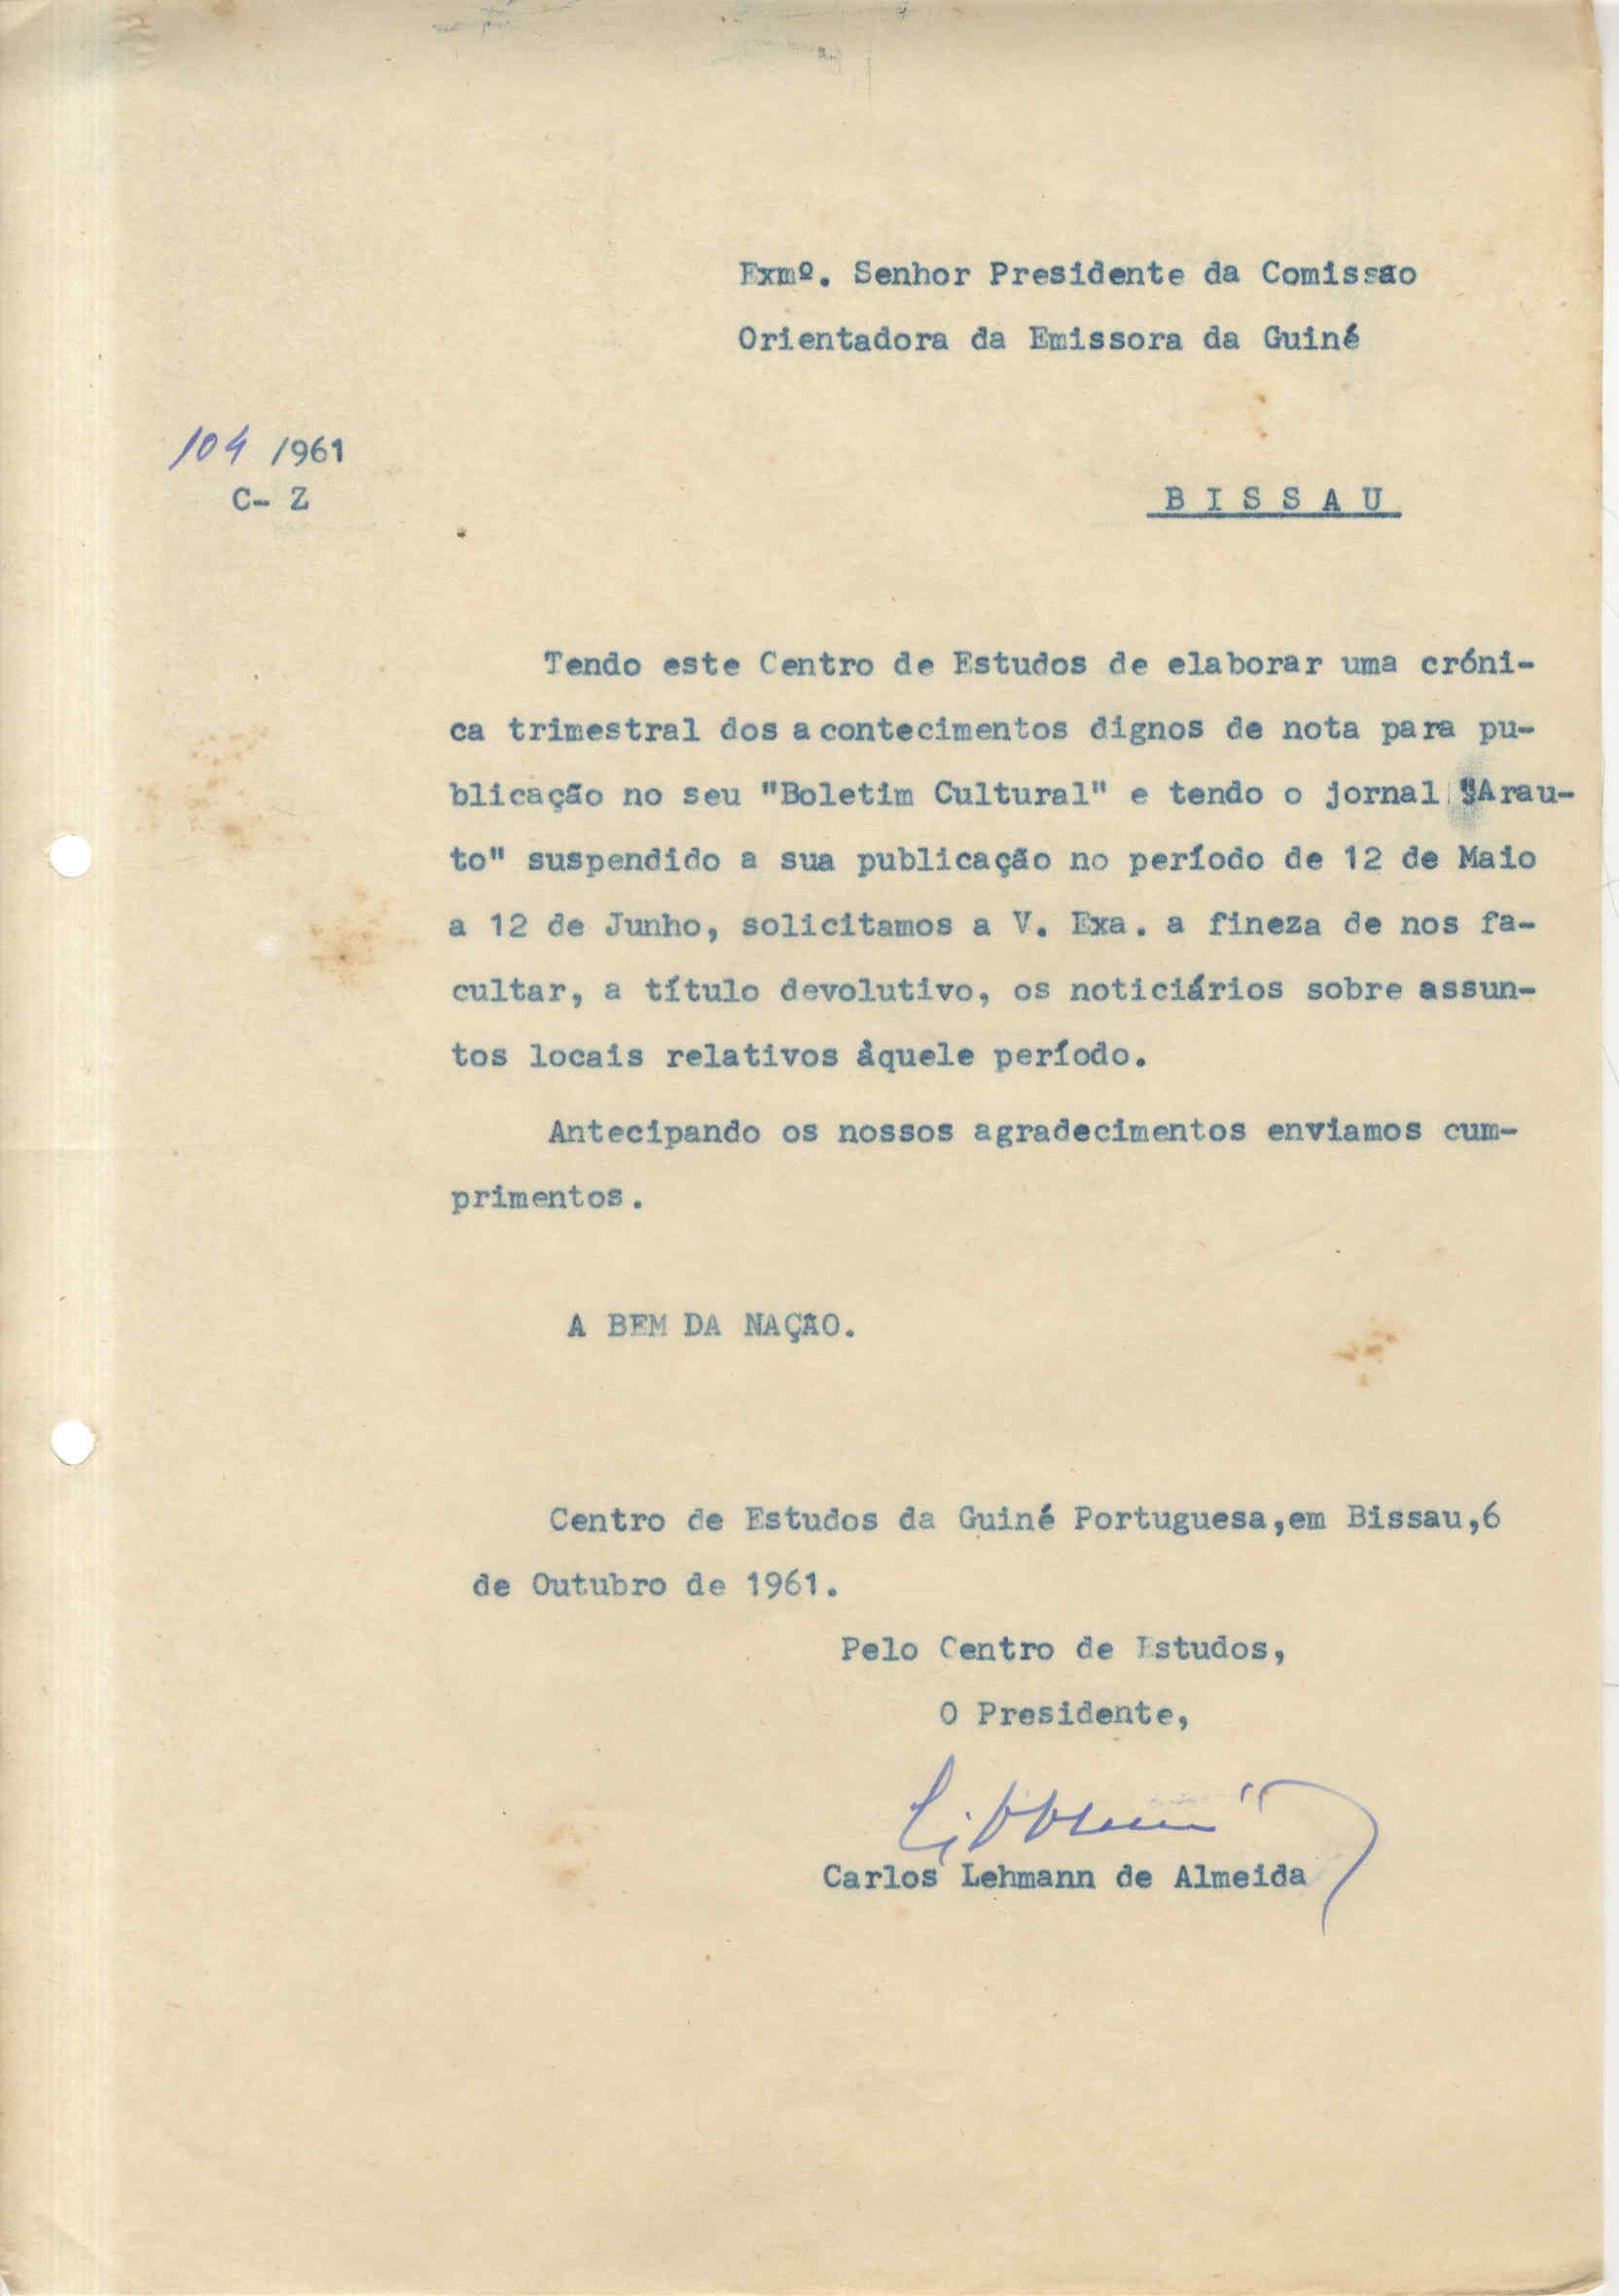 Exmº. Senhor Presidente da Comissao
Orientadora da Emissora da Guiné
104 /961
C- Z
BISSAU
Tendo este Centro de Estudos de elaborar uma cróni-
ca trimestral dos acontecimentos dignos de nota para pu-
blicação no seu "Boletim Cultural" e tendo o jornal "Arau-
to" suspendido a sua publicação no período de 12 de Maio
a 12 de Junho, solicitamos a V. Exa. a fineza de nos fa-
cultar, a título devolutivo, os noticiários sobre assun-
tos locais relativos àquele período.
Antecipando os nossos agradecimentos enviamos cum-
primentos.
A BEM DA NAÇÃO.
Centro de Estudos da Guiné Portuguesa,em Bissau,6
de Outubro de 1961.
Pelo Centro de Estudos,
O Presidente,
Carlos Lehmann de Almeida